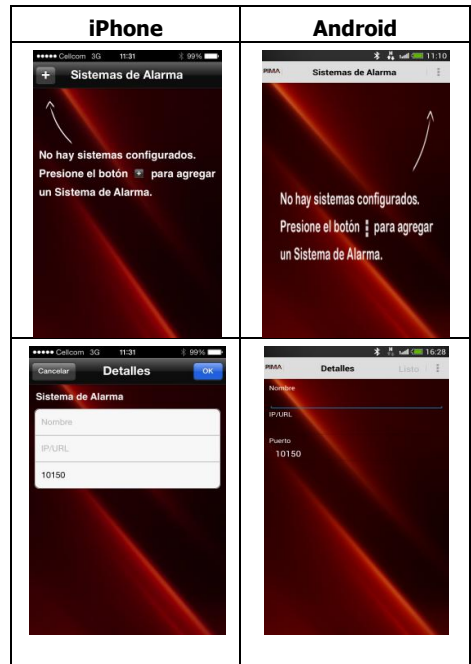 iPhone
Android
Cellcom 3G 11:31 99%
+ Sistemas de Alarma
No hay sistemas configurados.
Presione el botón + para agregar
un Sistema de Alarma.
11:10
PIMA Sistemas de Alarma
No hay sistemas configurados.
Presione el botón para agregar
un Sistema de Alarma.
Cellcom 3G 11:31 99%
Cancelar Detalles OK
Sistema de Alarma
Nombre
IP/URL
10150
16:28
PIMA Detalles Listo
Nombre
IP/URL
Puerto
10150